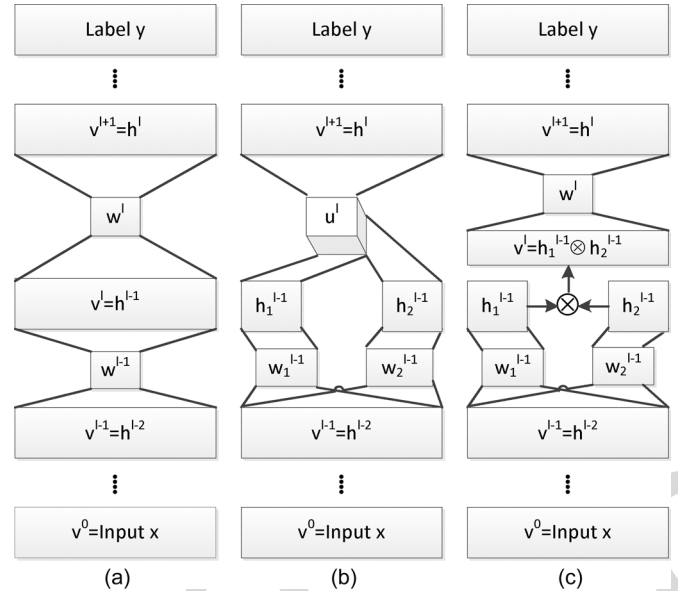 Label y
v^{l+1}=h^l
w^l
v^l=h^{l-1}
w^{l-1}
v^{l-1}=h^{l-2}
v^0=Input x
(a)
Label y
v^{l+1}=h^l
u^l
h_1^{l-1} h_2^{l-1}
w_1^{l-1} w_2^{l-1}
v^{l-1}=h^{l-2}
v^0=Input x
(b)
Label y
v^{l+1}=h^l
w^l
v^l=h_1^{l-1}⊗ h_2^{l-1}
h_1^{l-1} ⊗ h_2^{l-1}
w_1^{l-1} w_2^{l-1}
v^{l-1}=h^{l-2}
v^0=Input x
(c)